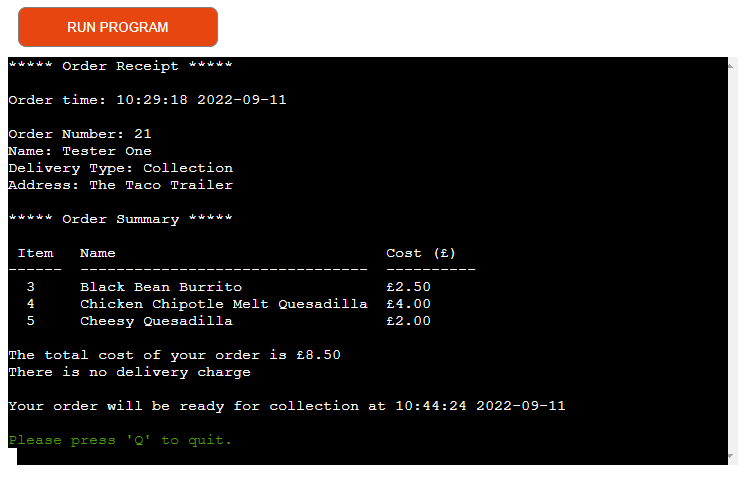 RUN PROGRAM
***** Order Receipt *****
Order time: 10:29:18 2022-09-11
Order Number: 21
Name: Tester One
Delivery Type: Collection
Address: The Taco Trailer
***** Order Summary *****
Item Name Cost (£)
------ -------------------------------- ----------
3 Black Bean Burrito £2.50
4 Chicken Chipotle Melt Quesadilla £4.00
5 Cheesy Quesadilla £2.00
The total cost of your order is £8.50
There is no delivery charge
Your order will be ready for collection at 10:44:24 2022-09-11
Please press 'Q' to quit.